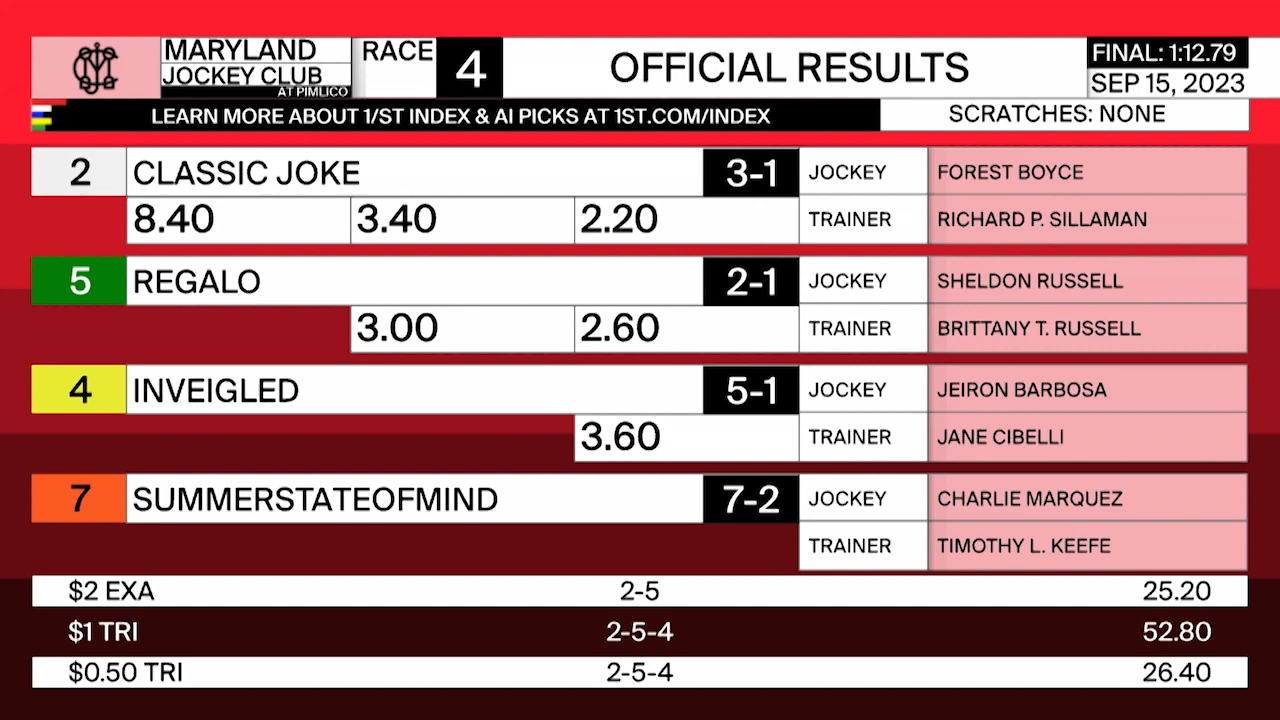 MARYLAND
JOCKEY CLUB
AT PIMLICO
RACE 4
OFFICIAL RESULTS
FINAL: 1:12.79
SEP 15, 2023
LEARN MORE ABOUT 1/ST INDEX & AI PICKS AT 1ST.COM/INDEX
SCRATCHES: NONE
2 CLASSIC JOKE 3-1 JOCKEY FOREST BOYCE
8.40 3.40 2.20 TRAINER RICHARD P. SILLAMAN
5 REGALO 2-1 JOCKEY SHELDON RUSSELL
3.00 2.60 TRAINER BRITTANY T. RUSSELL
4 INVEIGLED 5-1 JOCKEY JEIRON BARBOSA
3.60 TRAINER JANE CIBELLI
7 SUMMERSTATEOFMIND 7-2 JOCKEY CHARLIE MARQUEZ
TRAINER TIMOTHY L. KEEFE
$2 EXA 2-5 25.20
$1 TRI 2-5-4 52.80
$0.50 TRI 2-5-4 26.40